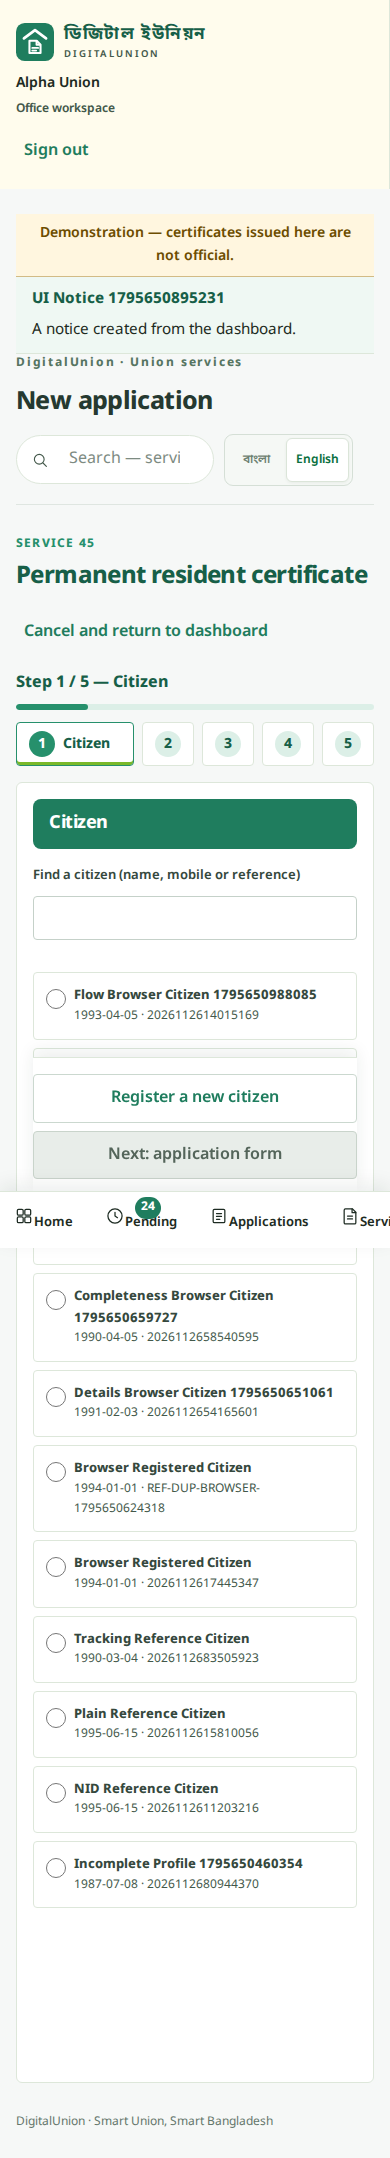 ডিজিটাল ইউনিয়ন
DIGITALUNION
Alpha Union
Office workspace
Sign out
Demonstration — certificates issued here are
not official.
UI Notice 1795650895231
A notice created from the dashboard.
DigitalUnion · Union services
New application
Search — servi
বাংলা
English
SERVICE 45
Permanent resident certificate
Cancel and return to dashboard
Step 1 / 5 — Citizen
1 Citizen 2 3 4 5
Citizen
Find a citizen (name, mobile or reference)
Flow Browser Citizen 1795650988085
1993-04-05 · 2026112614015169
Register a new citizen
Next: application form
24
Home Pending Applications Servi
Completeness Browser Citizen
1795650659727
1990-04-05 · 2026112658540595
Details Browser Citizen 1795650651061
1991-02-03 · 2026112654165601
Browser Registered Citizen
1994-01-01 · REF-DUP-BROWSER-
1795650624318
Browser Registered Citizen
1994-01-01 · 2026112617445347
Tracking Reference Citizen
1990-03-04 · 2026112683505923
Plain Reference Citizen
1995-06-15 · 2026112615810056
NID Reference Citizen
1995-06-15 · 2026112611203216
Incomplete Profile 1795650460354
1987-07-08 · 2026112680944370
DigitalUnion · Smart Union, Smart Bangladesh